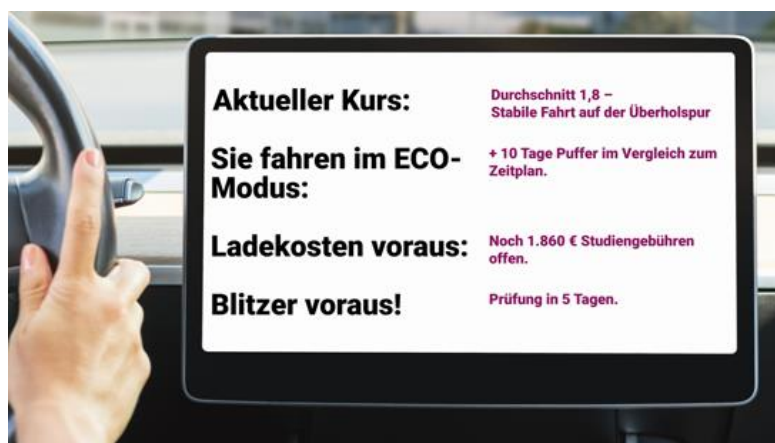 Aktueller Kurs:
Durchschnitt 1,8 –
Stabile Fahrt auf der Überholspur
Sie fahren im ECO-
Modus:
+ 10 Tage Puffer im Vergleich zum
Zeitplan.
Ladekosten voraus:
Noch 1.860 € Studiengebühren
offen.
Blitzer voraus!
Prüfung in 5 Tagen.